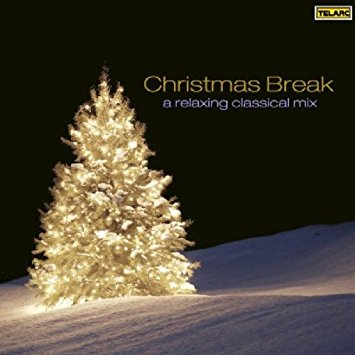 TELARC
Christmas Break
a relaxing classical mix